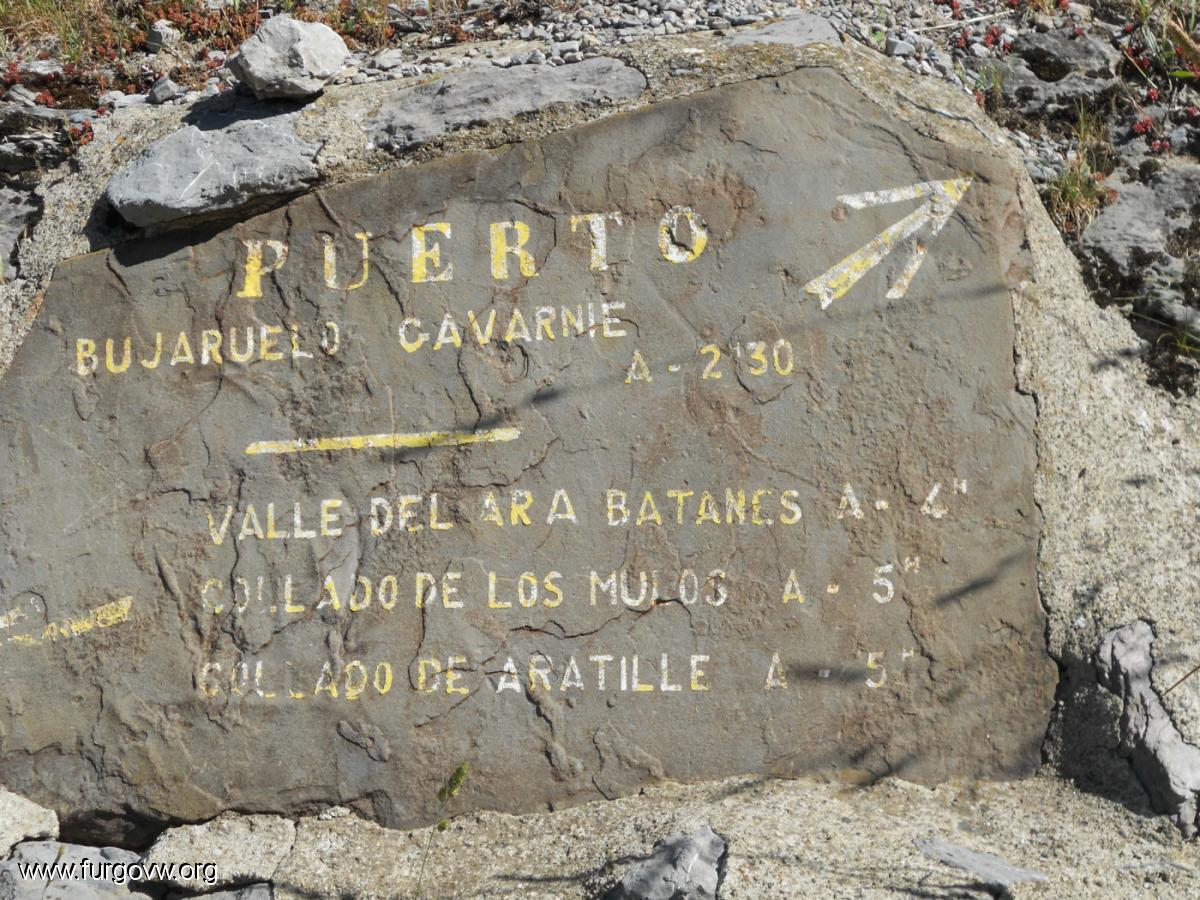 PUERTO
BUJARUELO GAVARNIE
A - 2'30
VALLE DEL ARA BATANES A - 4H
COLLADO DE LOS MULOS A - 5H
COLLADO DE ARATILLE A - 5H
www.furgovw.org